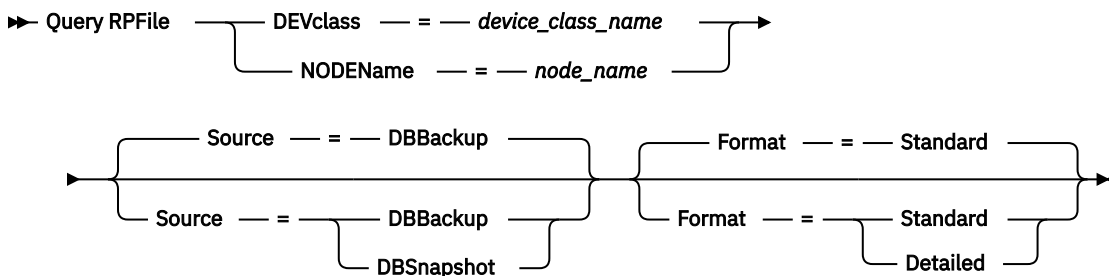 Query RPFile DEVclass = device_class_name
NODEName = node_name
Source = DBBackup Format = Standard
Source = DBBackup Format = Standard
DBSnapshot Detailed